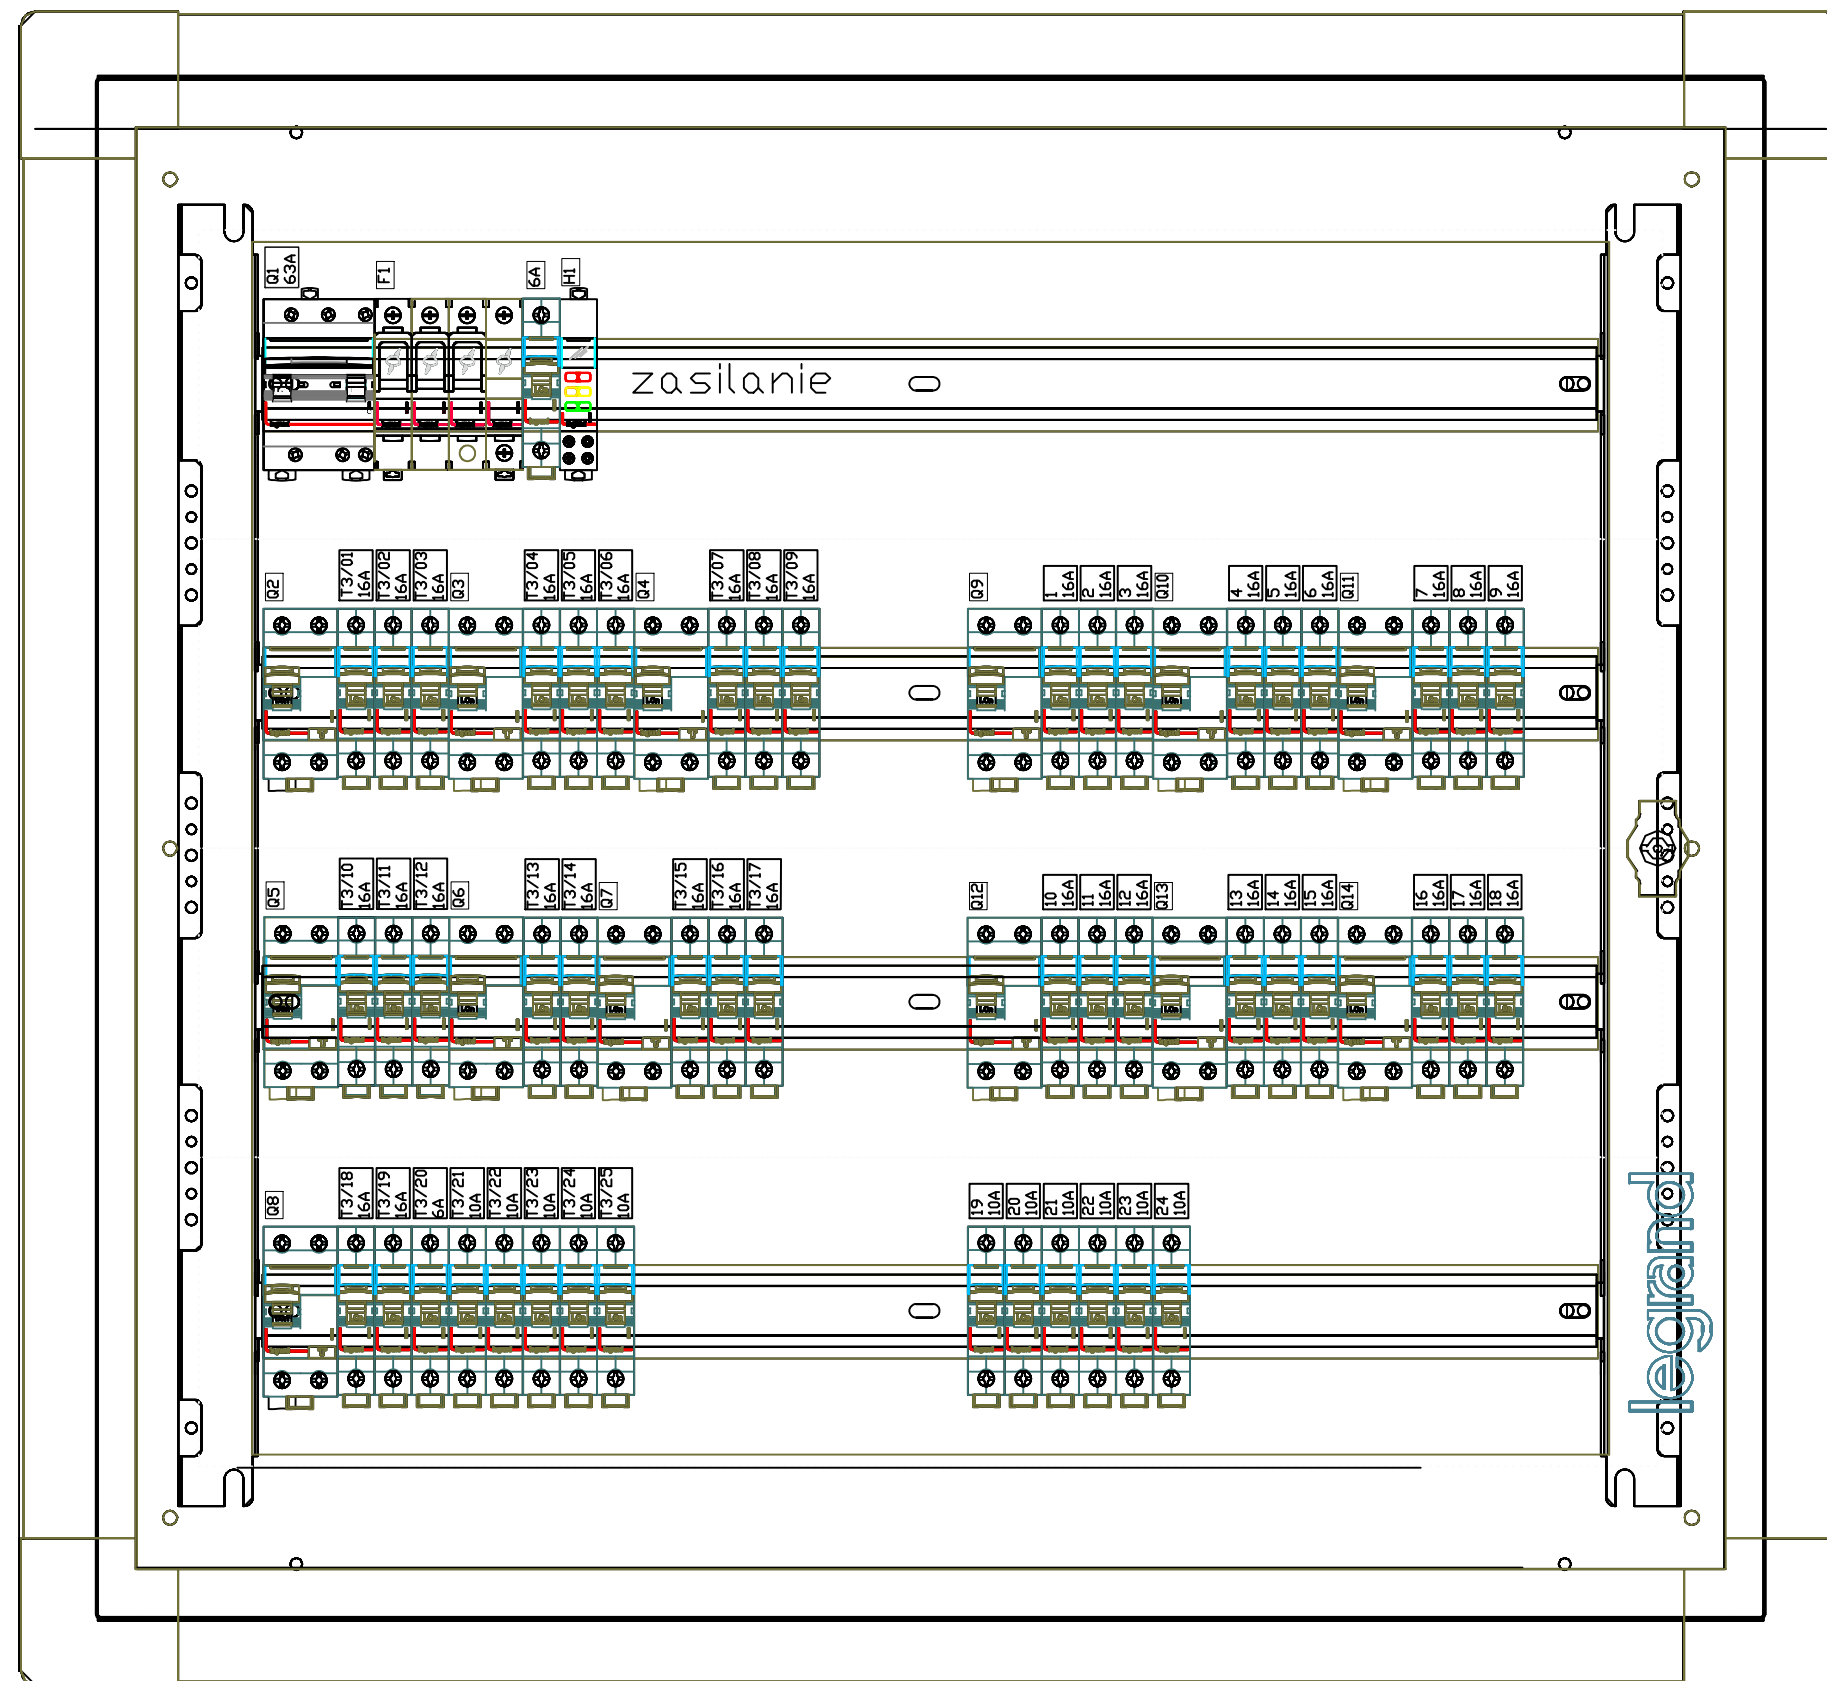 Q1
63A
F1
6A
H1
zasilanie
Q2
T3/01
16A
T3/02
16A
T3/03
16A
Q3
T3/04
16A
T3/05
16A
T3/06
16A
Q4
T3/07
16A
T3/08
16A
T3/09
16A
Q9
1
16A
2
16A
3
16A
Q10
4
16A
5
16A
6
16A
Q11
7
16A
8
16A
9
16A
Q5
T3/10
16A
T3/11
16A
T3/12
16A
Q6
T3/13
16A
T3/14
16A
Q7
T3/15
16A
T3/16
16A
T3/17
16A
Q12
10
16A
11
16A
12
16A
Q13
13
16A
14
16A
15
16A
Q14
16
16A
17
16A
18
16A
Q8
T3/18
16A
T3/19
16A
T3/20
6A
T3/21
10A
T3/22
10A
T3/23
10A
T3/24
10A
T3/25
10A
19
10A
20
10A
21
10A
22
10A
23
10A
24
10A
legrand